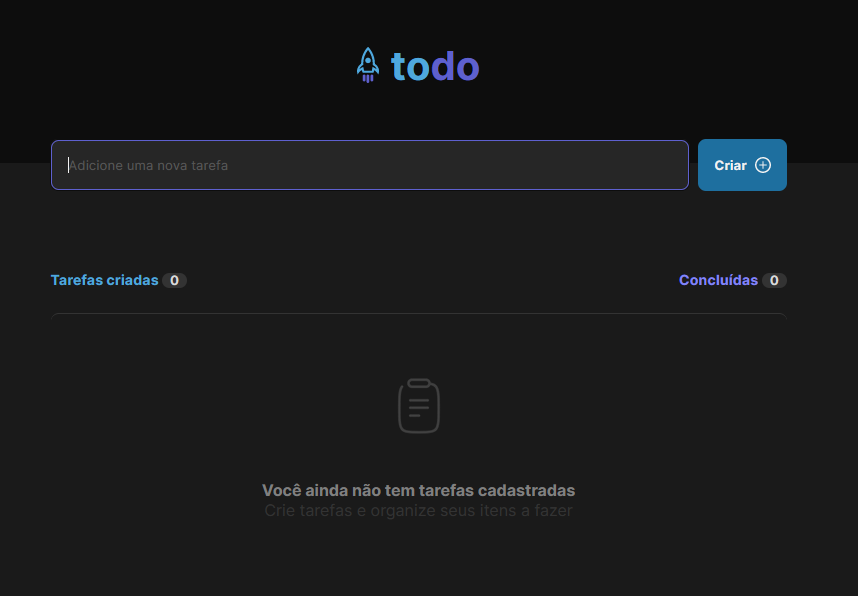 todo
Adicione uma nova tarefa
Criar
Tarefas criadas 0
Concluídas 0
Você ainda não tem tarefas cadastradas
Crie tarefas e organize seus itens a fazer